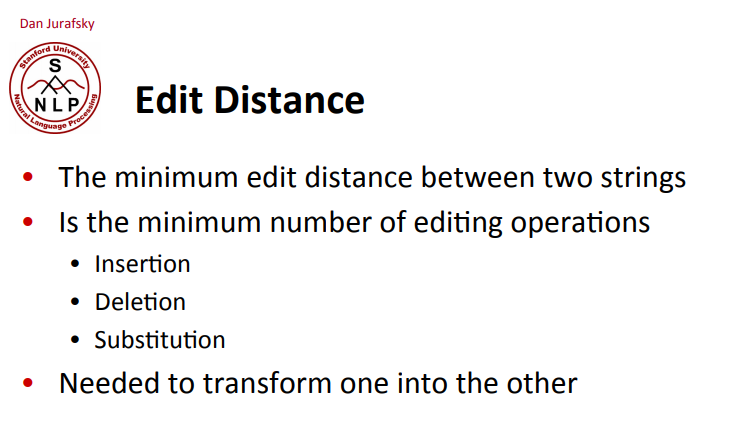 Dan Jurafsky
Stanford University
S
NLP
Natural Language Processing
Edit Distance
• The minimum edit distance between two strings
• Is the minimum number of editing operations
• Insertion
• Deletion
• Substitution
• Needed to transform one into the other